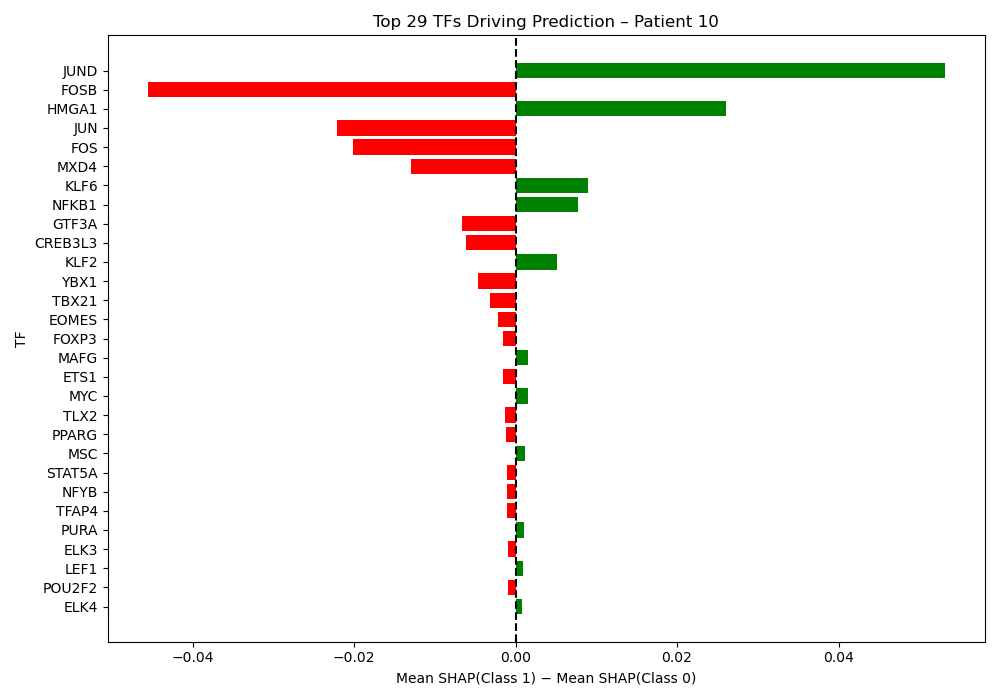 Top 29 TFs Driving Prediction – Patient 10
TF
JUND
FOSB
HMGA1
JUN
FOS
MXD4
KLF6
NFKB1
GTF3A
CREB3L3
KLF2
YBX1
TBX21
EOMES
FOXP3
MAFG
ETS1
MYC
TLX2
PPARG
MSC
STAT5A
NFYB
TFAP4
PURA
ELK3
LEF1
POU2F2
ELK4
−0.04 −0.02 0.00 0.02 0.04
Mean SHAP(Class 1) − Mean SHAP(Class 0)